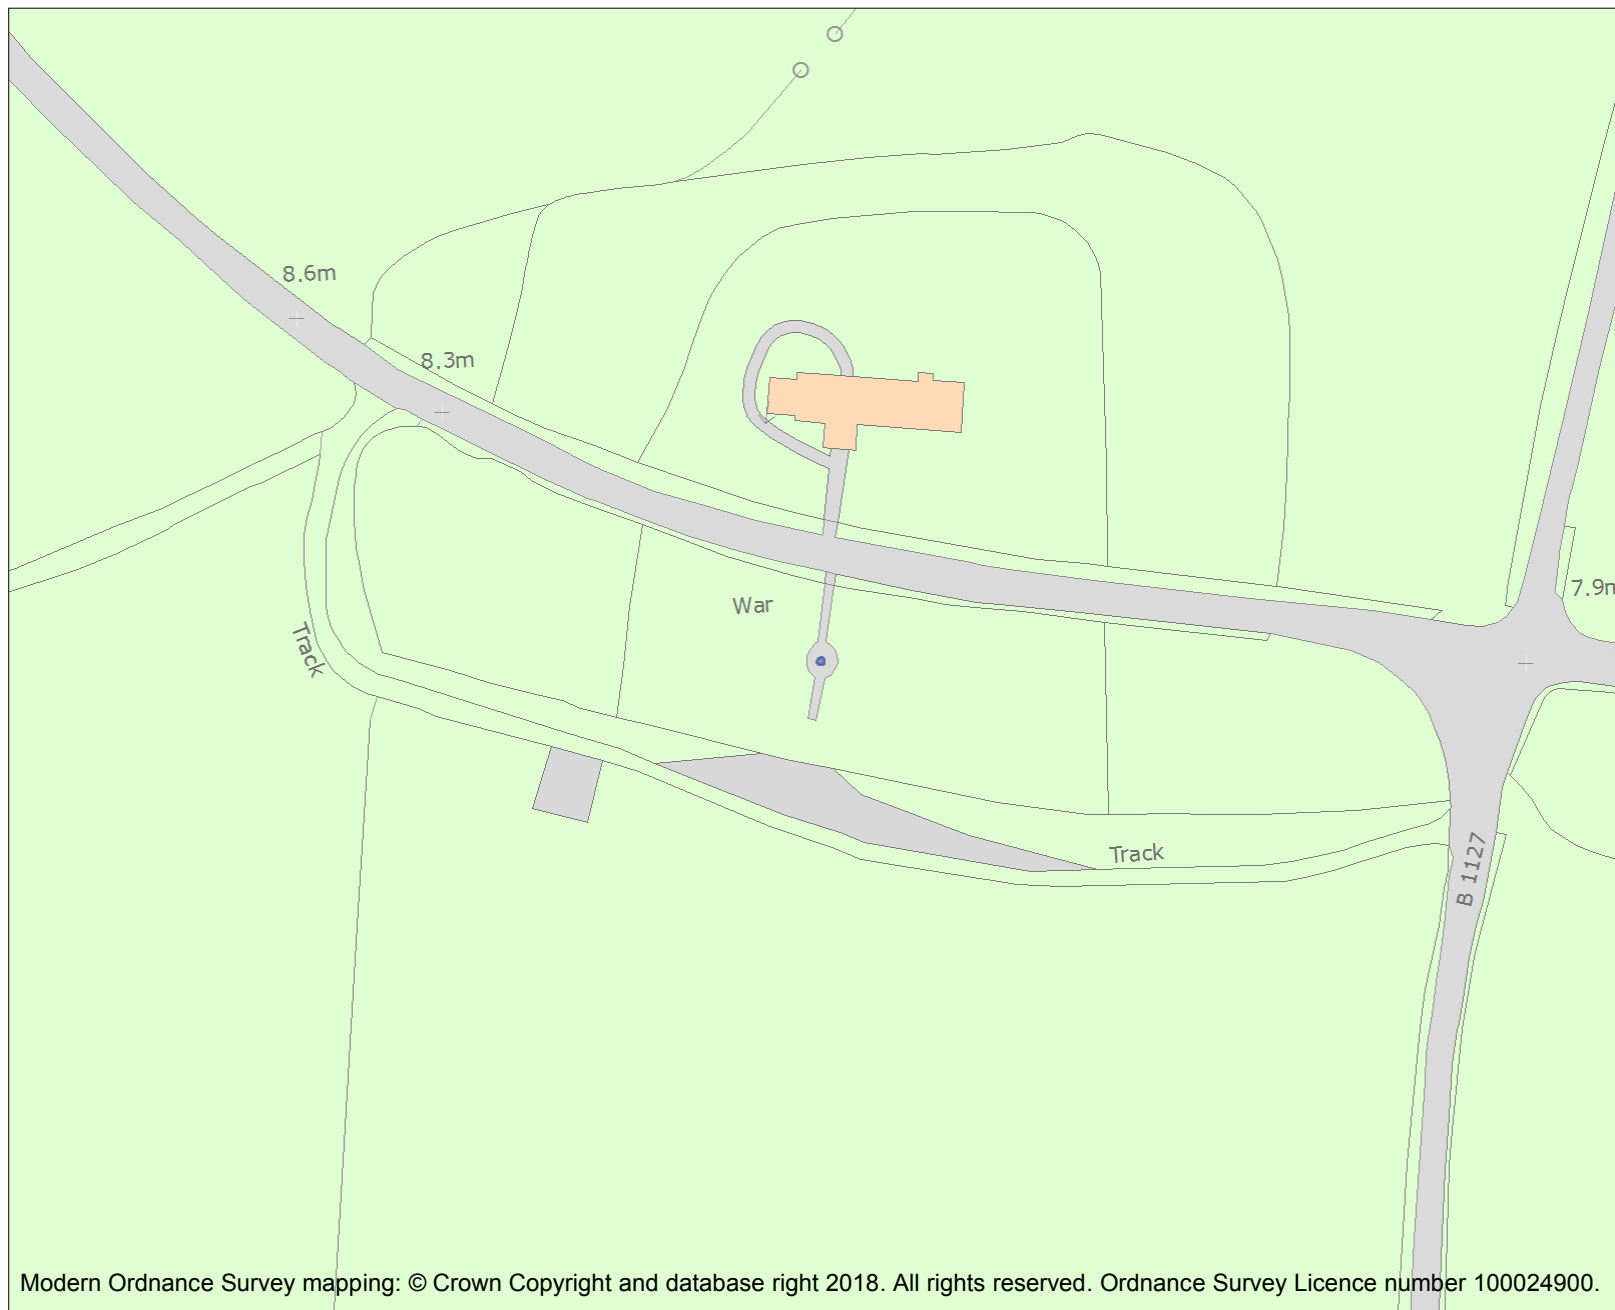 8.6m
8.3m
7.9m
War
Track
Track
B 1127
Modern Ordnance Survey mapping: © Crown Copyright and database right 2018. All rights reserved. Ordnance Survey Licence number 100024900.